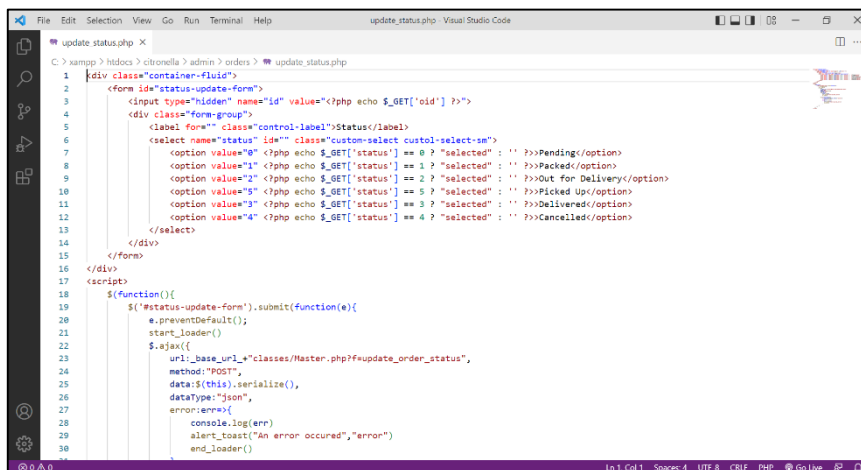 File Edit Selection View Go Run Terminal Help update_status.php - Visual Studio Code
update_status.php
C: > xampp > htdocs > citronella > admin > orders > update_status.php
1 <div class="container-fluid">
2 <form id="status-update-form">
3 <input type="hidden" name="id" value="<?php echo $_GET['oid'] ?>">
4 <div class="form-group">
5 <label for="" class="control-label">Status</label>
6 <select name="status" id="" class="custom-select custol-select-sm">
7 <option value="0" <?php echo $_GET['status'] == 0 ? "selected" : '' ?>>Pending</option>
8 <option value="1" <?php echo $_GET['status'] == 1 ? "selected" : '' ?>>Packed</option>
9 <option value="2" <?php echo $_GET['status'] == 2 ? "selected" : '' ?>>Out for Delivery</option>
10 <option value="5" <?php echo $_GET['status'] == 5 ? "selected" : '' ?>>Picked Up</option>
11 <option value="3" <?php echo $_GET['status'] == 3 ? "selected" : '' ?>>Delivered</option>
12 <option value="4" <?php echo $_GET['status'] == 4 ? "selected" : '' ?>>Cancelled</option>
13 </select>
14 </div>
15 </form>
16 </div>
17 <script>
18 $(function(){
19 $('#status-update-form').submit(function(e){
20 e.preventDefault();
21 start_loader()
22 $.ajax({
23 url:_base_url_+"classes/Master.php?f=update_order_status",
24 method:"POST",
25 data:$(this).serialize(),
26 dataType:"json",
27 error:err=>{
28 console.log(err)
29 alert_toast("An error occured","error")
30 end_loader()
0 0 Ln 1, Col 1 Spaces: 4 UTF-8 CRLF PHP Go Live